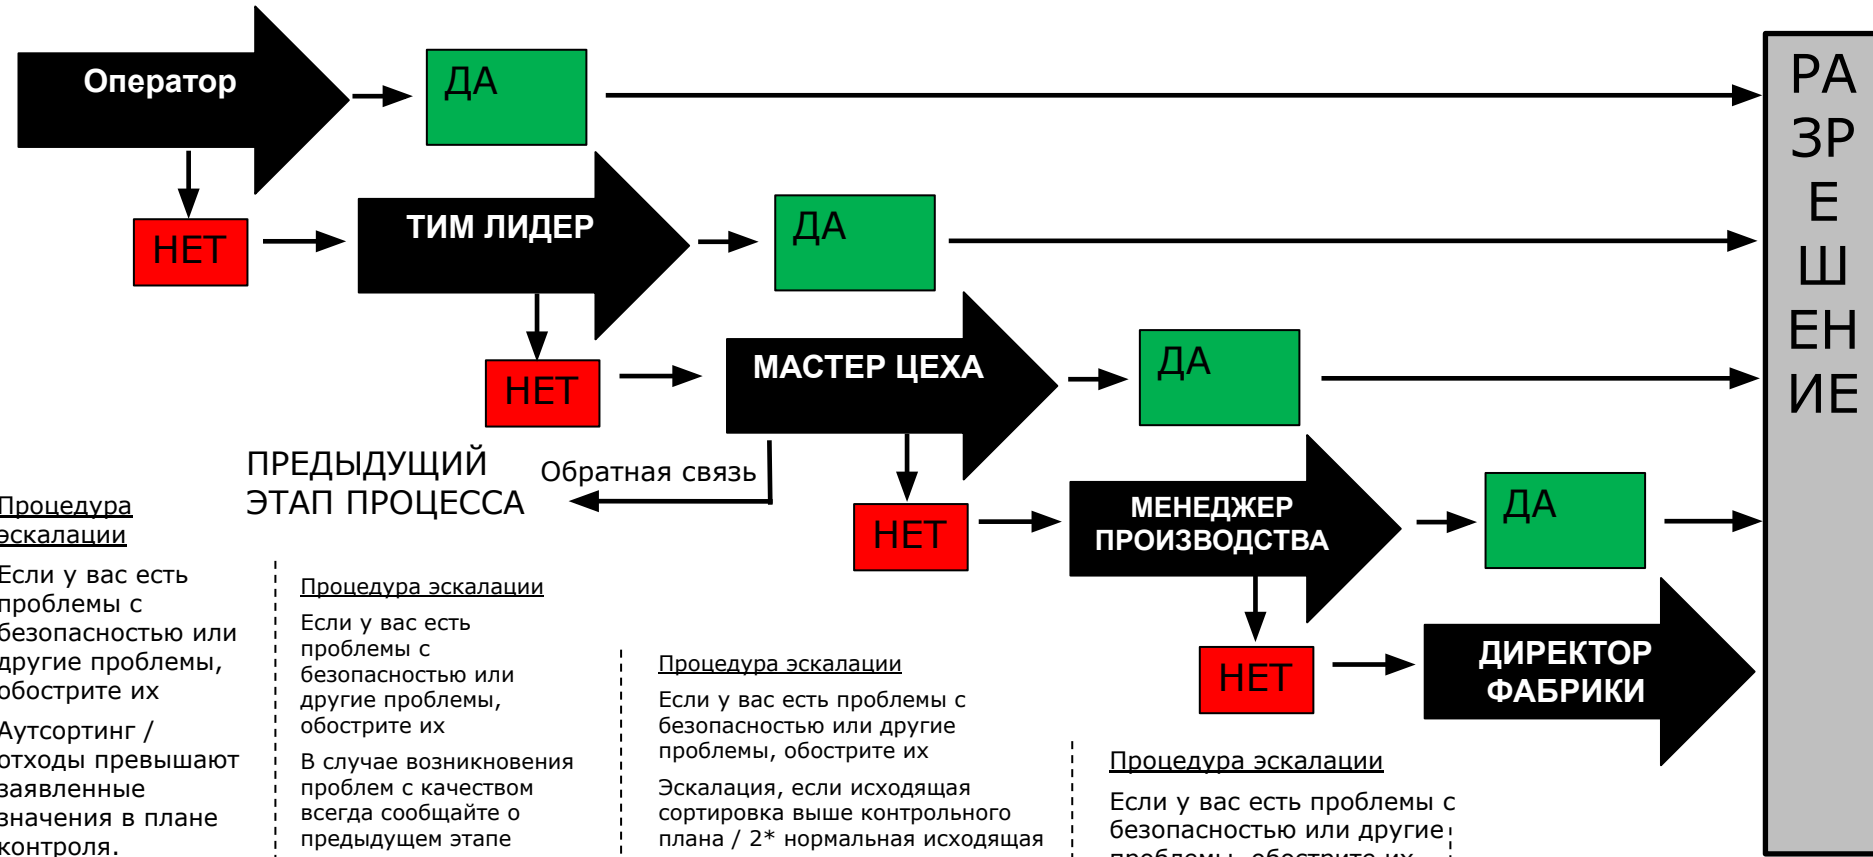 Оператор
ДА
РА
ЗР
Е
Ш
ЕН
ИЕ
НЕТ
ТИМ ЛИДЕР
ДА
НЕТ
МАСТЕР ЦЕХА
ДА
ПРЕДЫДУЩИЙ
ЭТАП ПРОЦЕССА
Обратная связь
НЕТ
МЕНЕДЖЕР
ПРОИЗВОДСТВА
ДА
НЕТ
ДИРЕКТОР
ФАБРИКИ
Процедура
эскалации
Если у вас есть
проблемы с
безопасностью или
другие проблемы,
обострите их
Аутсортинг /
отходы превышают
заявленные
значения в плане
контроля.
Процедура эскалации
Если у вас есть
проблемы с
безопасностью или
другие проблемы,
обострите их
В случае возникновения
проблем с качеством
всегда сообщайте о
предыдущем этапе
Процедура эскалации
Если у вас есть проблемы с
безопасностью или другие
проблемы, обострите их
Эскалация, если исходящая
сортировка выше контрольного
плана / 2* нормальная исходящая
Процедура эскалации
Если у вас есть проблемы с
безопасностью или другие
проблемы, обострите их